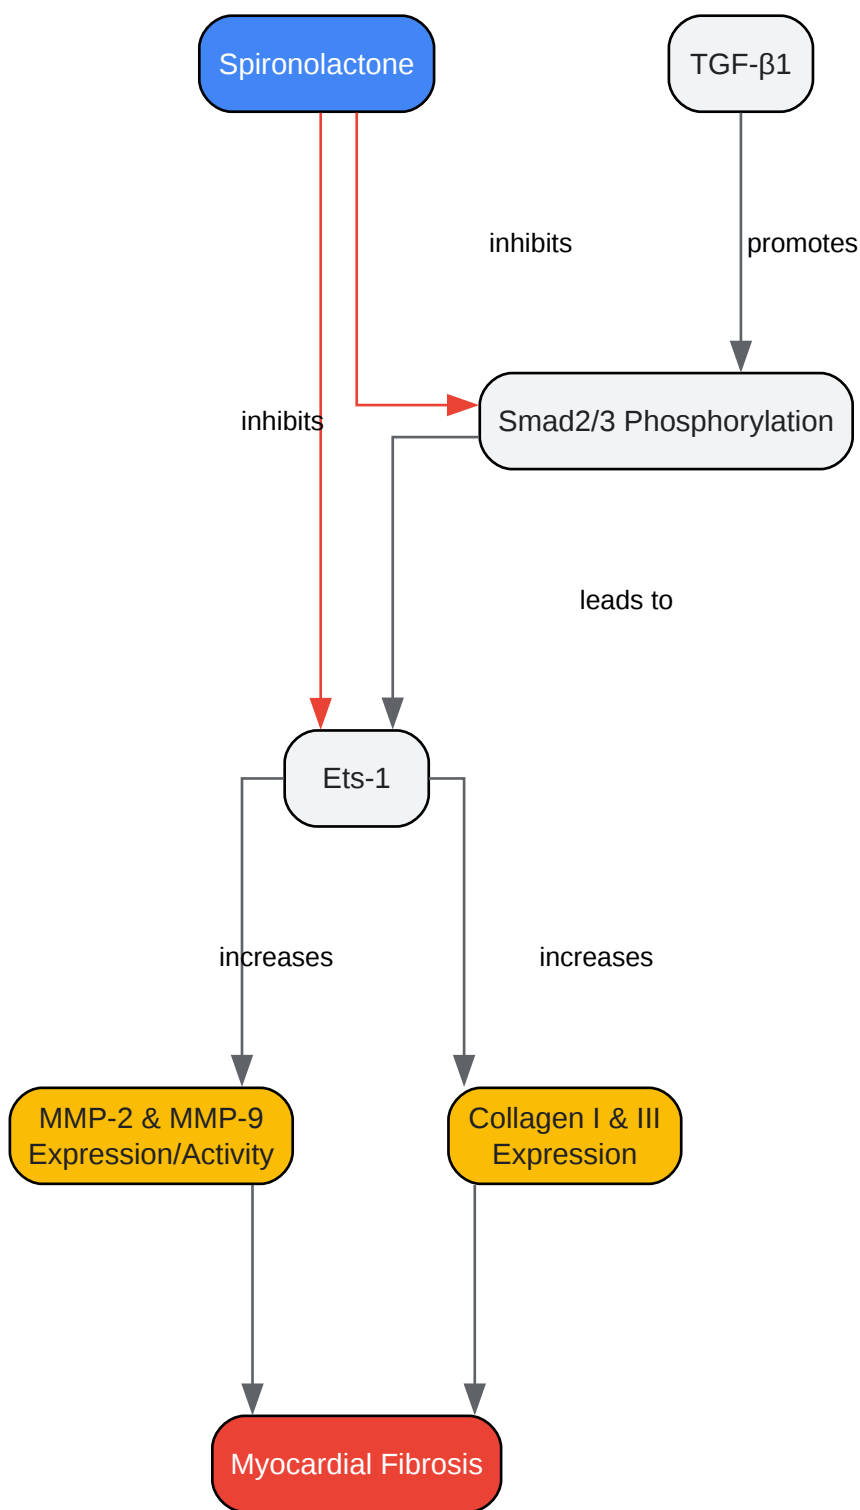 Spironolactone
TGF-β1
inhibits
promotes
inhibits
Smad2/3 Phosphorylation
leads to
Ets-1
increases
increases
MMP-2 & MMP-9
Expression/Activity
Collagen I & III
Expression
Myocardial Fibrosis